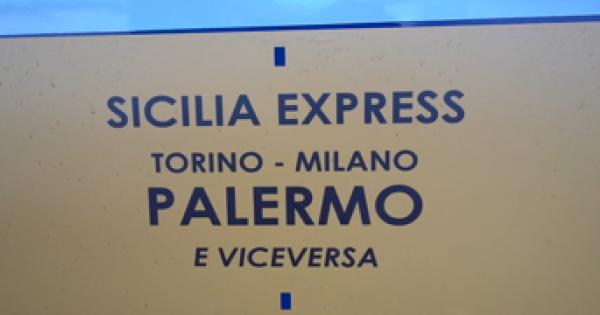 SICILIA EXPRESS
TORINO - MILANO
PALERMO
E VICEVERSA